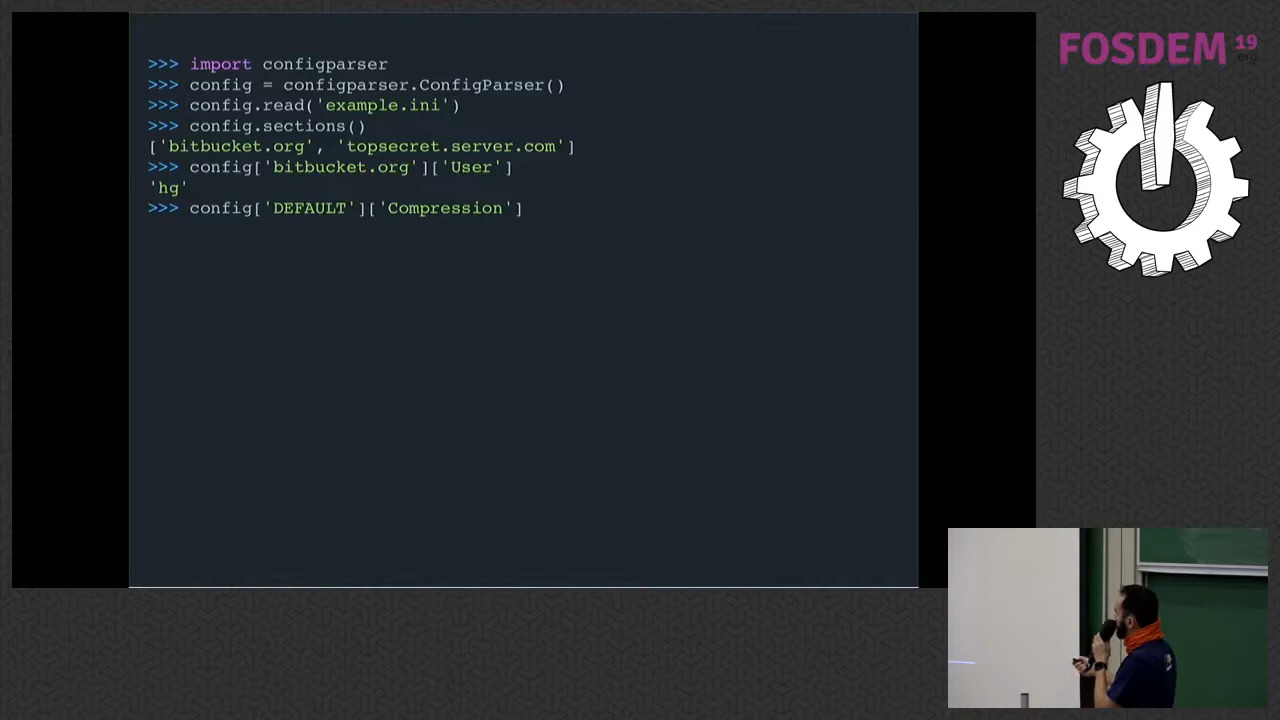 >>> import configparser
>>> config = configparser.ConfigParser()
>>> config.read('example.ini')
>>> config.sections()
['bitbucket.org', 'topsecret.server.com']
>>> config['bitbucket.org']['User']
'hg'
>>> config['DEFAULT']['Compression']
FOSDEM 19
.org